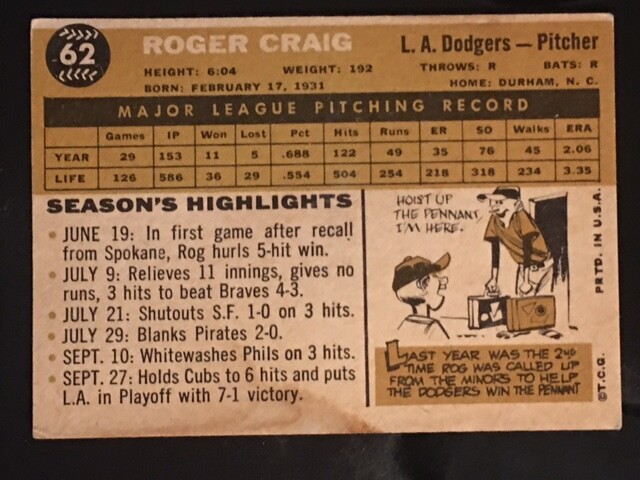 62
ROGER CRAIG
L. A. Dodgers — Pitcher
HEIGHT: 6:04 WEIGHT: 192 THROWS: R BATS: R
BORN: FEBRUARY 17, 1931 HOME: DURHAM, N. C.
MAJOR LEAGUE PITCHING RECORD
Games IP Won Lost Pct Hits Runs ER SO Walks ERA
YEAR 29 153 11 5 .688 122 49 35 76 45 2.06
LIFE 126 586 36 29 .554 504 254 218 318 234 3.35
SEASON'S HIGHLIGHTS
• JUNE 19: In first game after recall
from Spokane, Rog hurls 5-hit win.
• JULY 9: Relieves 11 innings, gives no
runs, 3 hits to beat Braves 4-3.
• JULY 21: Shutouts S.F. 1-0 on 3 hits.
• JULY 29: Blanks Pirates 2-0.
• SEPT. 10: Whitewashes Phils on 3 hits.
• SEPT. 27: Holds Cubs to 6 hits and puts
L.A. in Playoff with 7-1 victory.
HOIST UP
THE PENNANT,
I'M HERE.
LAST YEAR WAS THE 2ND
TIME ROG WAS CALLED UP
FROM THE MINORS TO HELP
THE DODGERS WIN THE PENNANT
©T.C.G. PRTD. IN U.S.A.